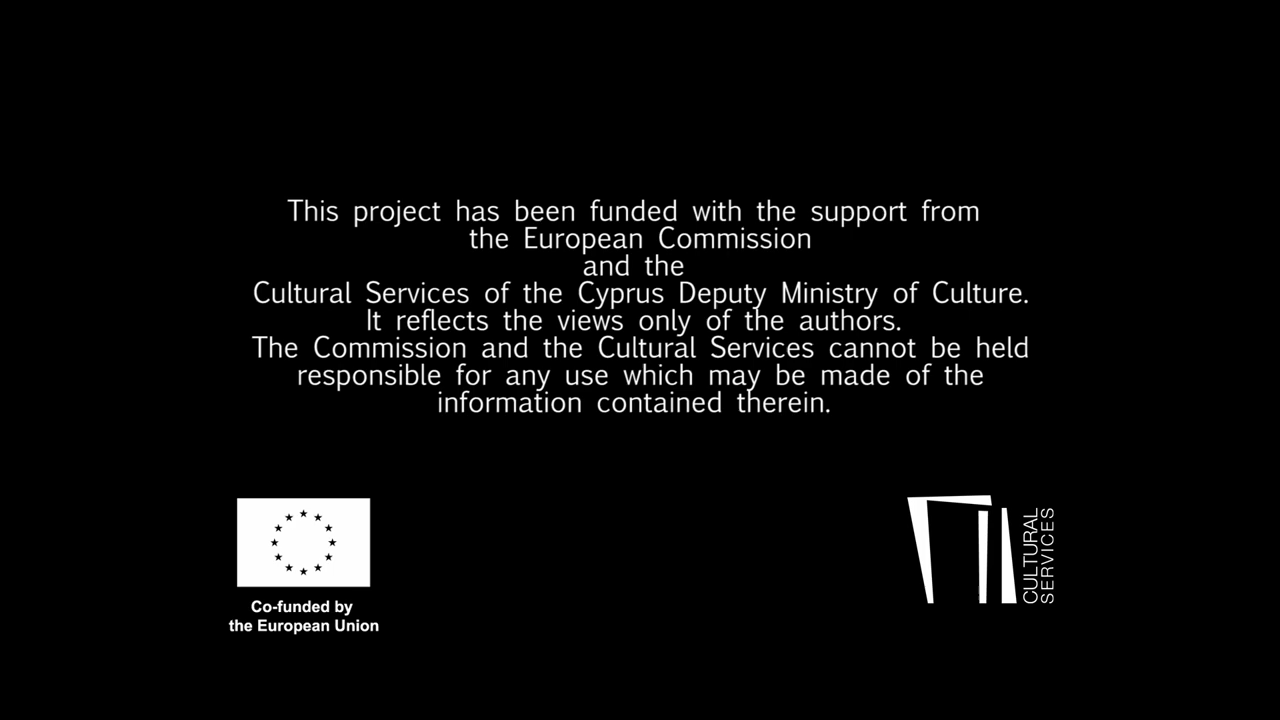 This project has been funded with the support from
the European Commission
and the
Cultural Services of the Cyprus Deputy Ministry of Culture.
It reflects the views only of the authors.
The Commission and the Cultural Services cannot be held
responsible for any use which may be made of the
information contained therein.
Co-funded by
the European Union
CULTURAL
SERVICES